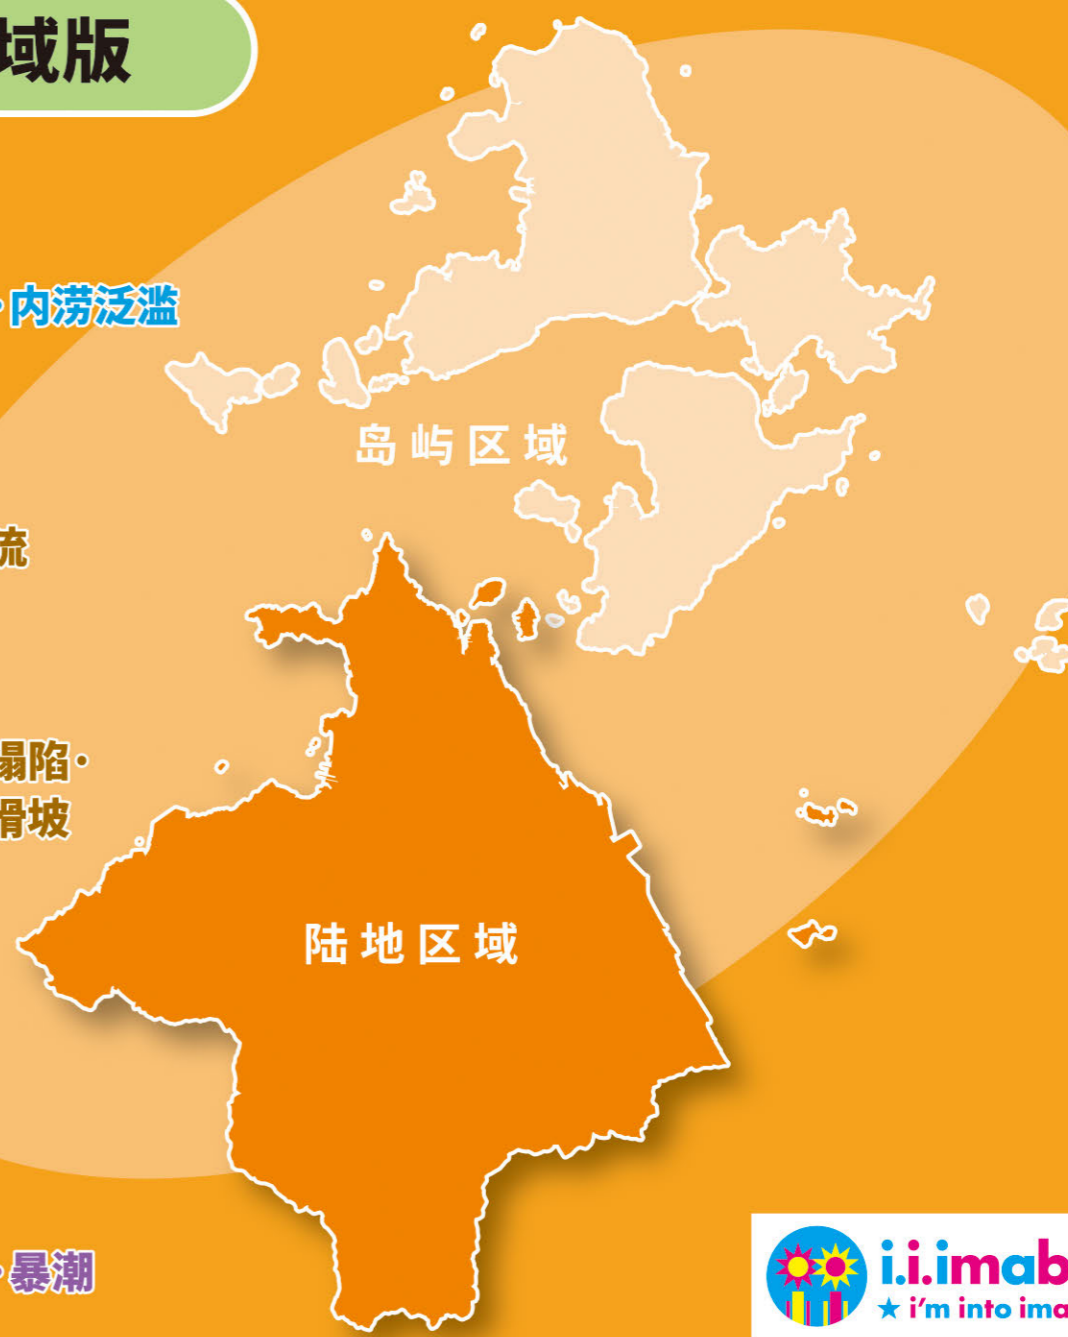 域版
·内涝泛滥
岛屿区域
流
塌陷·
滑坡
陆地区域
·暴潮
i.i.imab
★ i'm into ima